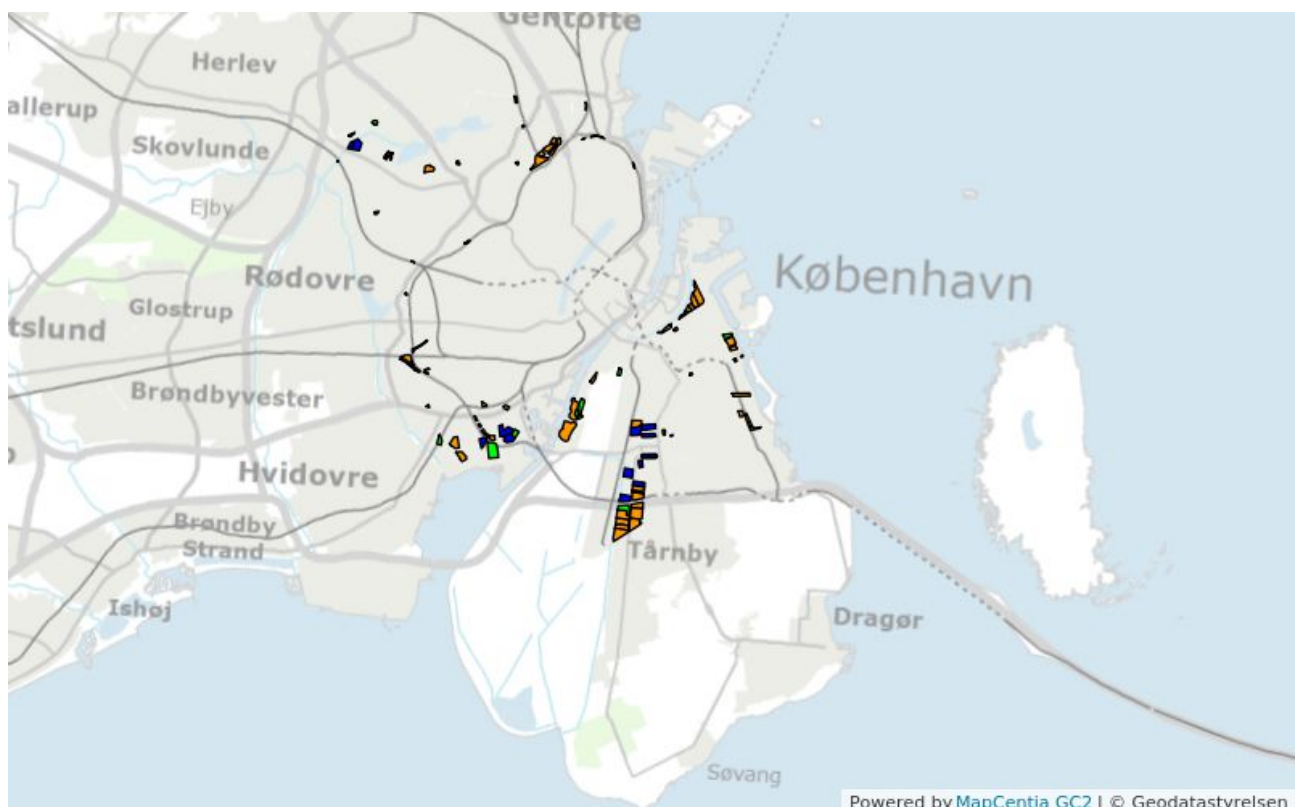 Gentofte
Herlev
allerup
Skovlunde
Ejby
København
Rødovre
Glostrup
tslund
Brøndbyvester
Hvidovre
Brøndby
Strand
Tårnby
Ishøj
Dragør
Søvang
Powered by MapCentia GC2 | © Geodatastyrelsen